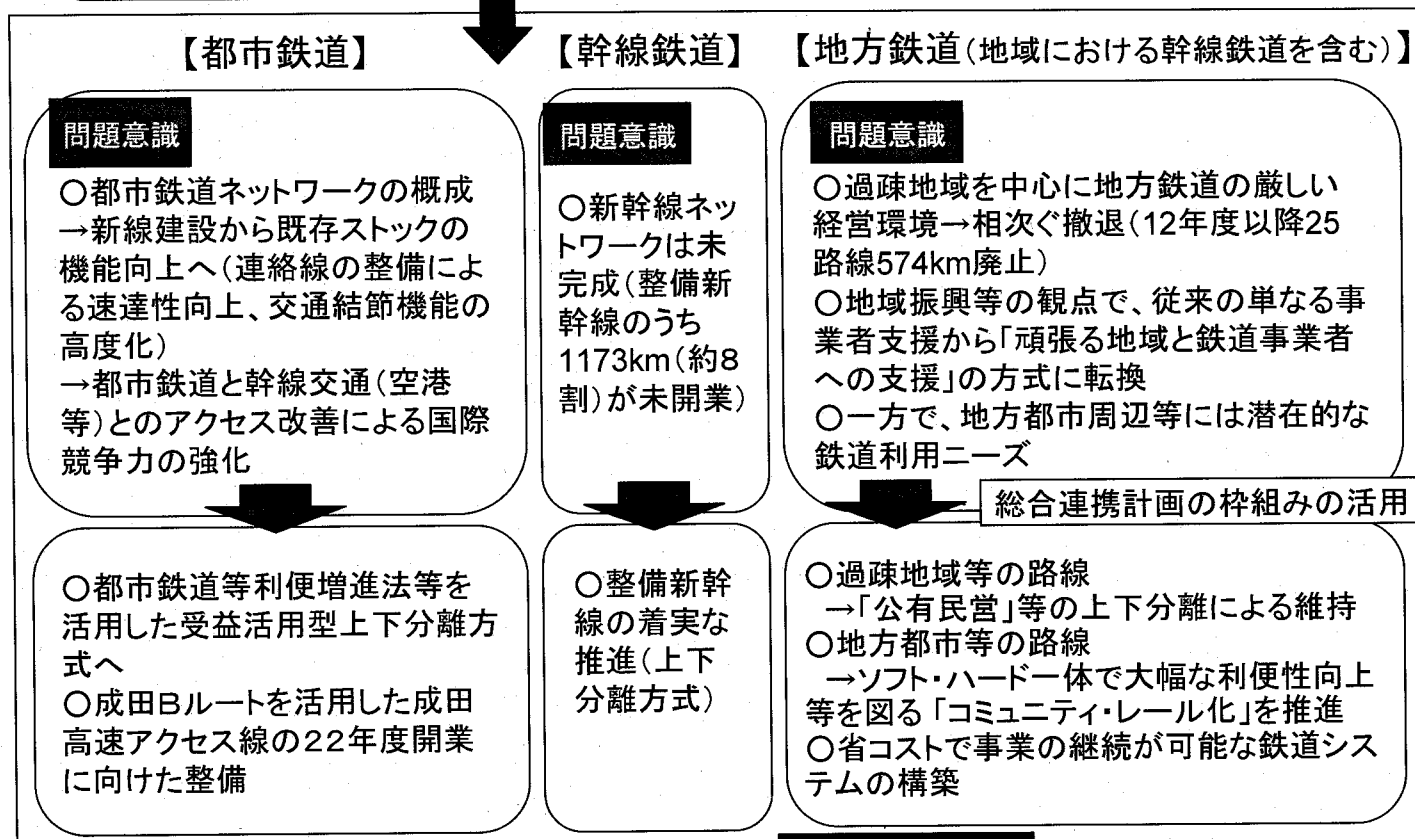 【都市鉄道】
問題意識
○都市鉄道ネットワークの概成
→新線建設から既存ストックの
機能向上へ(連絡線の整備によ
る速達性向上、交通結節機能の
高度化)
→都市鉄道と幹線交通(空港
等)とのアクセス改善による国際
競争力の強化
○都市鉄道等利便増進法等を
活用した受益活用型上下分離方
式へ
○成田Bルートを活用した成田
高速アクセス線の22年度開業
に向けた整備
【幹線鉄道】
問題意識
○新幹線ネッ
トワークは未
完成(整備新
幹線のうち
1173km(約8
割)が未開業)
○整備新幹
線の着実な
推進(上下
分離方式)
【地方鉄道(地域における幹線鉄道を含む)】
問題意識
○過疎地域を中心に地方鉄道の厳しい
経営環境→相次ぐ撤退(12年度以降25
路線574km廃止)
○地域振興等の観点で、従来の単なる事
業者支援から「頑張る地域と鉄道事業者
への支援」の方式に転換
○一方で、地方都市周辺等には潜在的な
鉄道利用ニーズ
総合連携計画の枠組みの活用
○過疎地域等の路線
→「公有民営」等の上下分離による維持
○地方都市等の路線
→ソフト・ハード一体で大幅な利便性向上
等を図る「コミュニティ・レール化」を推進
○省コストで事業の継続が可能な鉄道シス
テムの構築